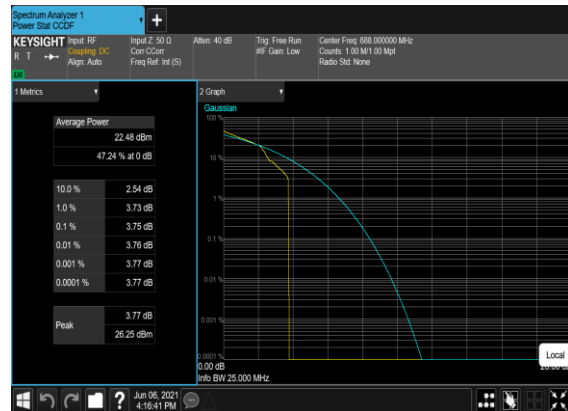 Spectrum Analyzer 1
Power Stat CCDF
KEYSIGHT
R T
LXI
Input: RF
Coupling: DC
Align: Auto
Input Z: 50 Ω
Corr CCorr
Freq Ref: Int (S)
Atten: 40 dB
Trig: Free Run
#IF Gain: Low
Center Freq: 688.000000 MHz
Counts: 1.00 M/1.00 Mpt
Radio Std: None
1 Metrics
Average Power
22.48 dBm
47.24 % at 0 dB
10.0 % 2.54 dB
1.0 % 3.73 dB
0.1 % 3.75 dB
0.01 % 3.76 dB
0.001 % 3.77 dB
0.0001 % 3.77 dB
Peak
3.77 dB
26.25 dBm
2 Graph
Gaussian
100 %
10 %
1 %
0.1 %
0.01 %
0.001 %
0.0001 %
0.00 dB
Info BW 25.000 MHz
Local
?
Jun 06, 2021
4:16:41 PM